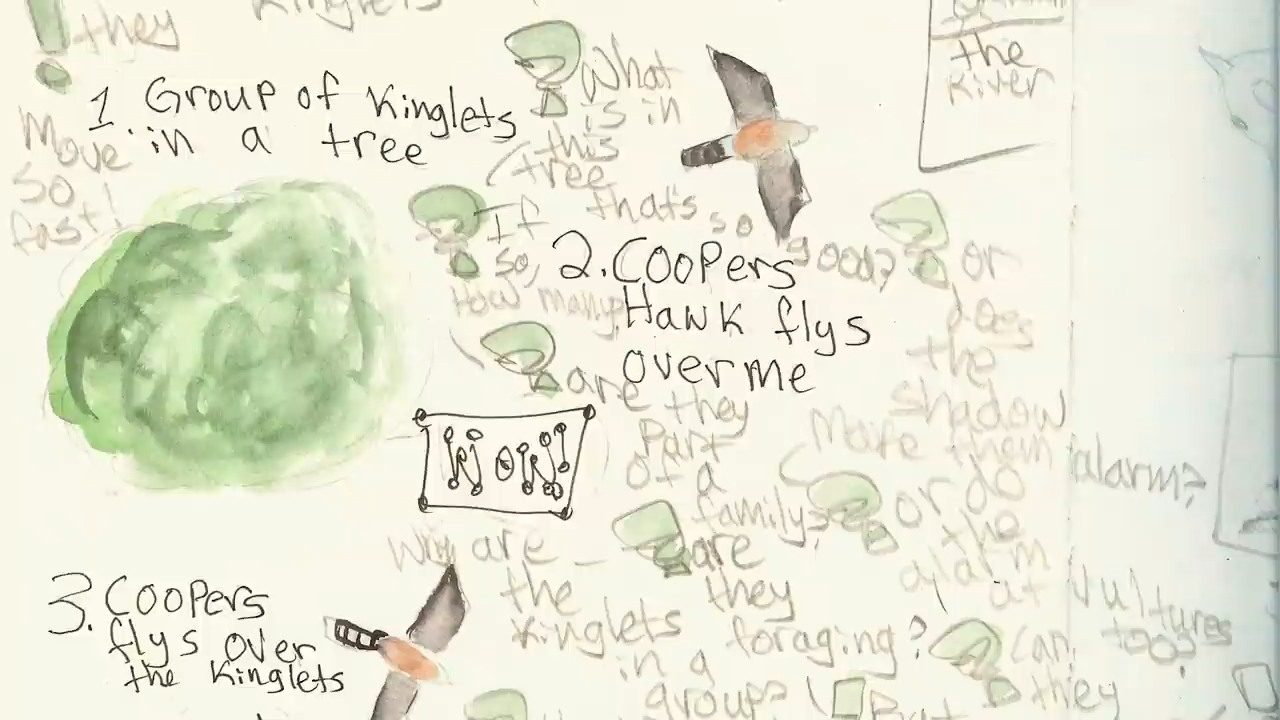 Kinglets
they
Move
so
fast!
1. Group of Kinglets
in a tree
What
is in
this
tree
that's so
good?
the
River
If
so,
How many
2. Coopers
Hawk flys
over me
or
does
the
shadow
are
they
part
of a
family?
More them
or do
the
alarm
at
alarm?
Vultures
too?
WOW!
Why are
the
Kinglets
in a
group?
are
they
foraging?
Can
they
But
3. Coopers
flys over
the Kinglets